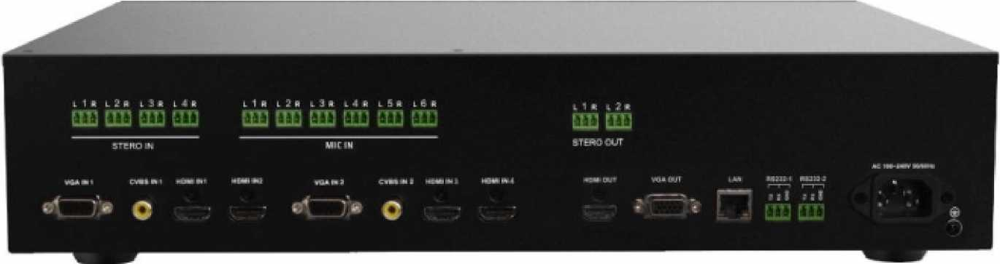 L 1 R L 2 R L 3 R L 4 R
STERO IN
L 1 R L 2 R L 3 R L 4 R L 5 R L 6 R
MIC IN
L 1 R L 2 R
STERO OUT
VGA IN 1
CVBS IN 1
HDMI IN1
HDMI IN2
VGA IN 2
CVBS IN 2
HDMI IN 3
HDMI IN 4
HDMI OUT
VGA OUT
LAN
RS232-1
RS232-2
AC 100~240V 50/60Hz